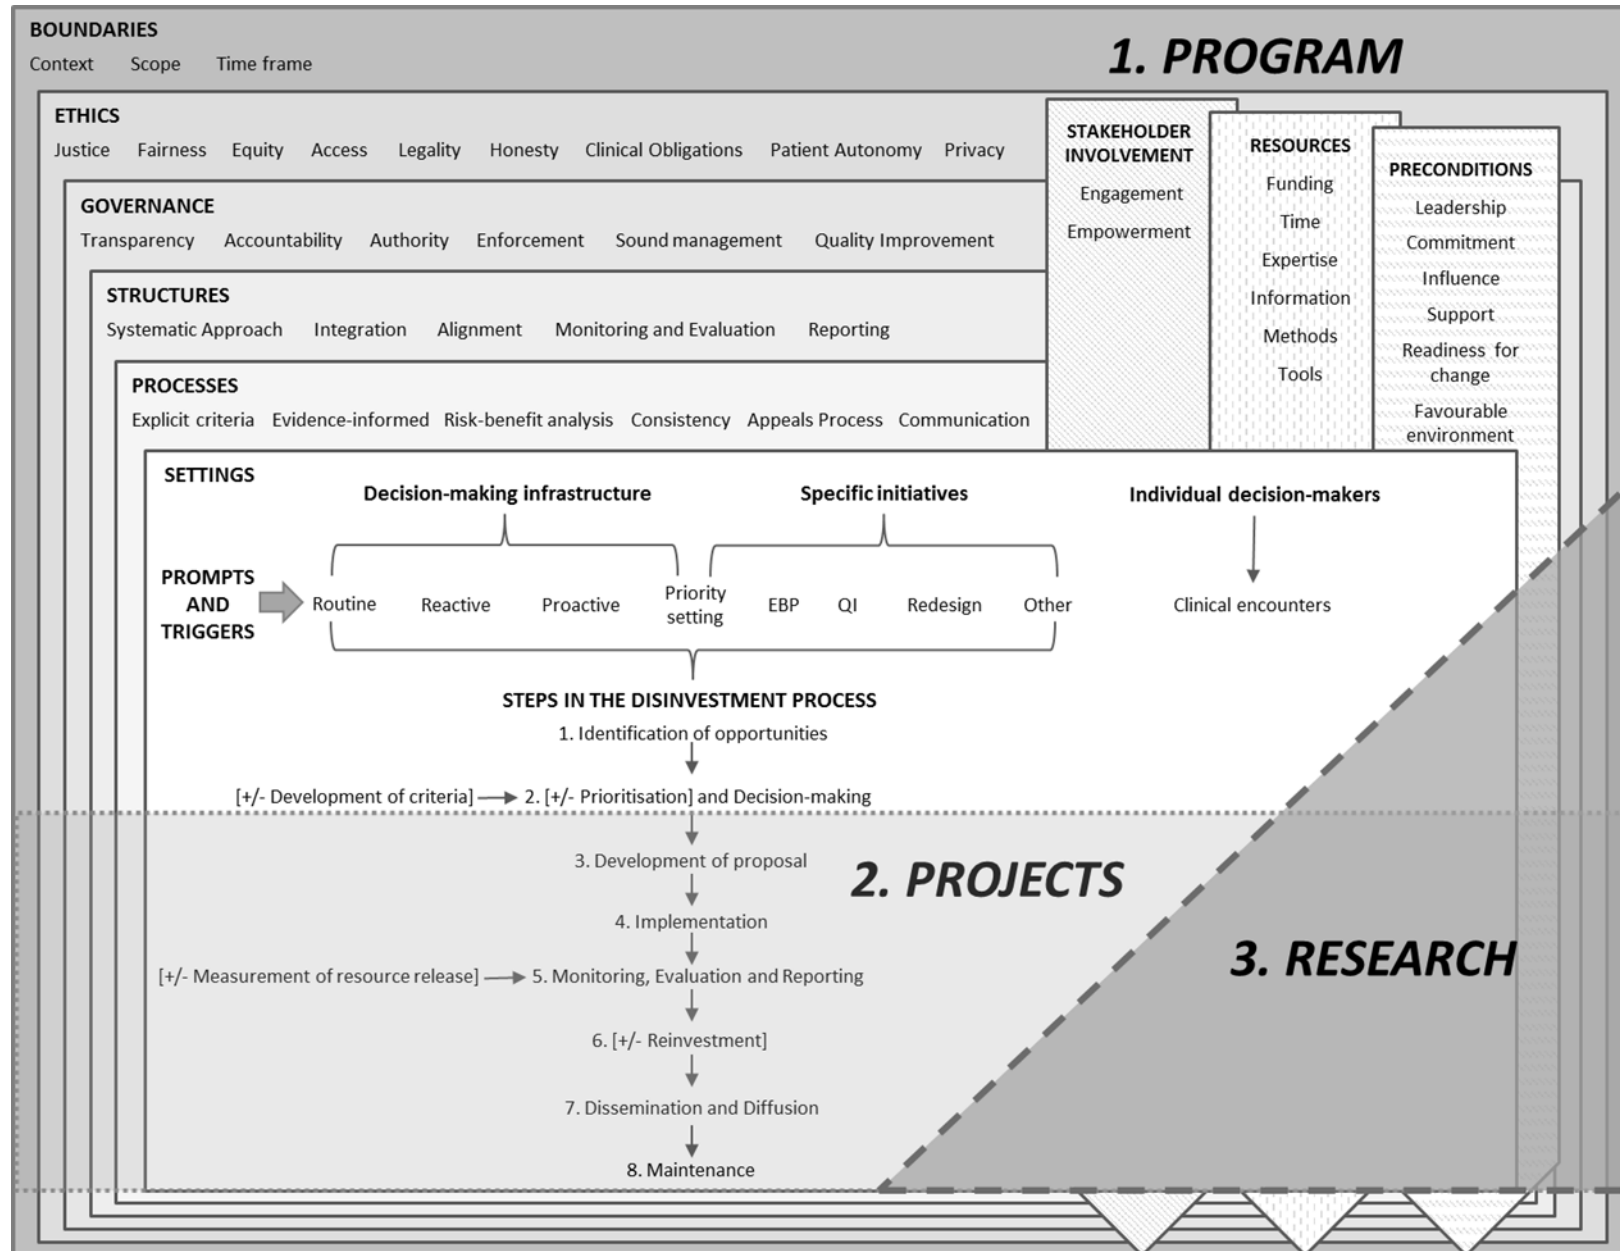 BOUNDARIES
Context Scope Time frame
1. PROGRAM
ETHICS
Justice Fairness Equity Access Legality Honesty Clinical Obligations Patient Autonomy Privacy
GOVERNANCE
Transparency Accountability Authority Enforcement Sound management Quality Improvement
STRUCTURES
Systematic Approach Integration Alignment Monitoring and Evaluation Reporting
PROCESSES
Explicit criteria Evidence-informed Risk-benefit analysis Consistency Appeals Process Communication
STAKEHOLDER
INVOLVEMENT
Engagement
Empowerment
RESOURCES
Funding
Time
Expertise
Information
Methods
Tools
PRECONDITIONS
Leadership
Commitment
Influence
Support
Readiness for
change
Favourable
environment
SETTINGS
Decision-making infrastructure Specific initiatives Individual decision-makers
PROMPTS
AND
TRIGGERS
Routine Reactive Proactive
Priority
setting
EBP QI Redesign Other Clinical encounters
STEPS IN THE DISINVESTMENT PROCESS
1. Identification of opportunities
[+/- Development of criteria] 2. [+/- Prioritisation] and Decision-making
3. Development of proposal
2. PROJECTS
4. Implementation
3. RESEARCH
[+/- Measurement of resource release] 5. Monitoring, Evaluation and Reporting
6. [+/- Reinvestment]
7. Dissemination and Diffusion
8. Maintenance